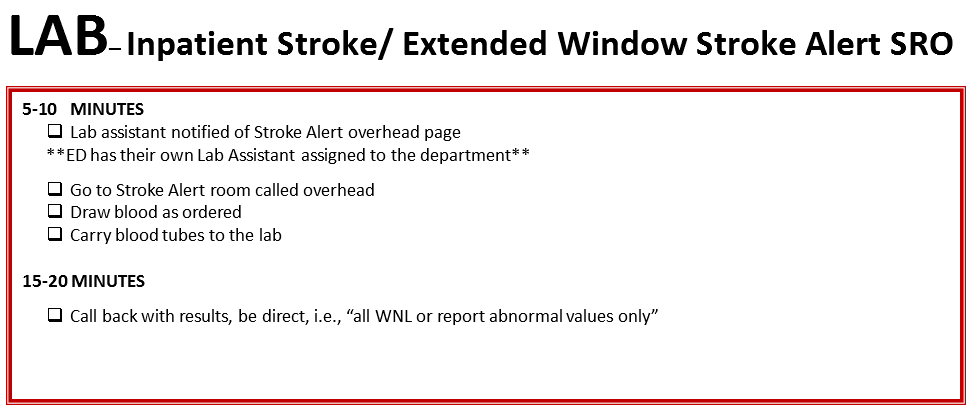 LAB– Inpatient Stroke/ Extended Window Stroke Alert SRO
5-10 MINUTES
❑ Lab assistant notified of Stroke Alert overhead page
**ED has their own Lab Assistant assigned to the department**
❑ Go to Stroke Alert room called overhead
❑ Draw blood as ordered
❑ Carry blood tubes to the lab
15-20 MINUTES
❑ Call back with results, be direct, i.e., “all WNL or report abnormal values only”